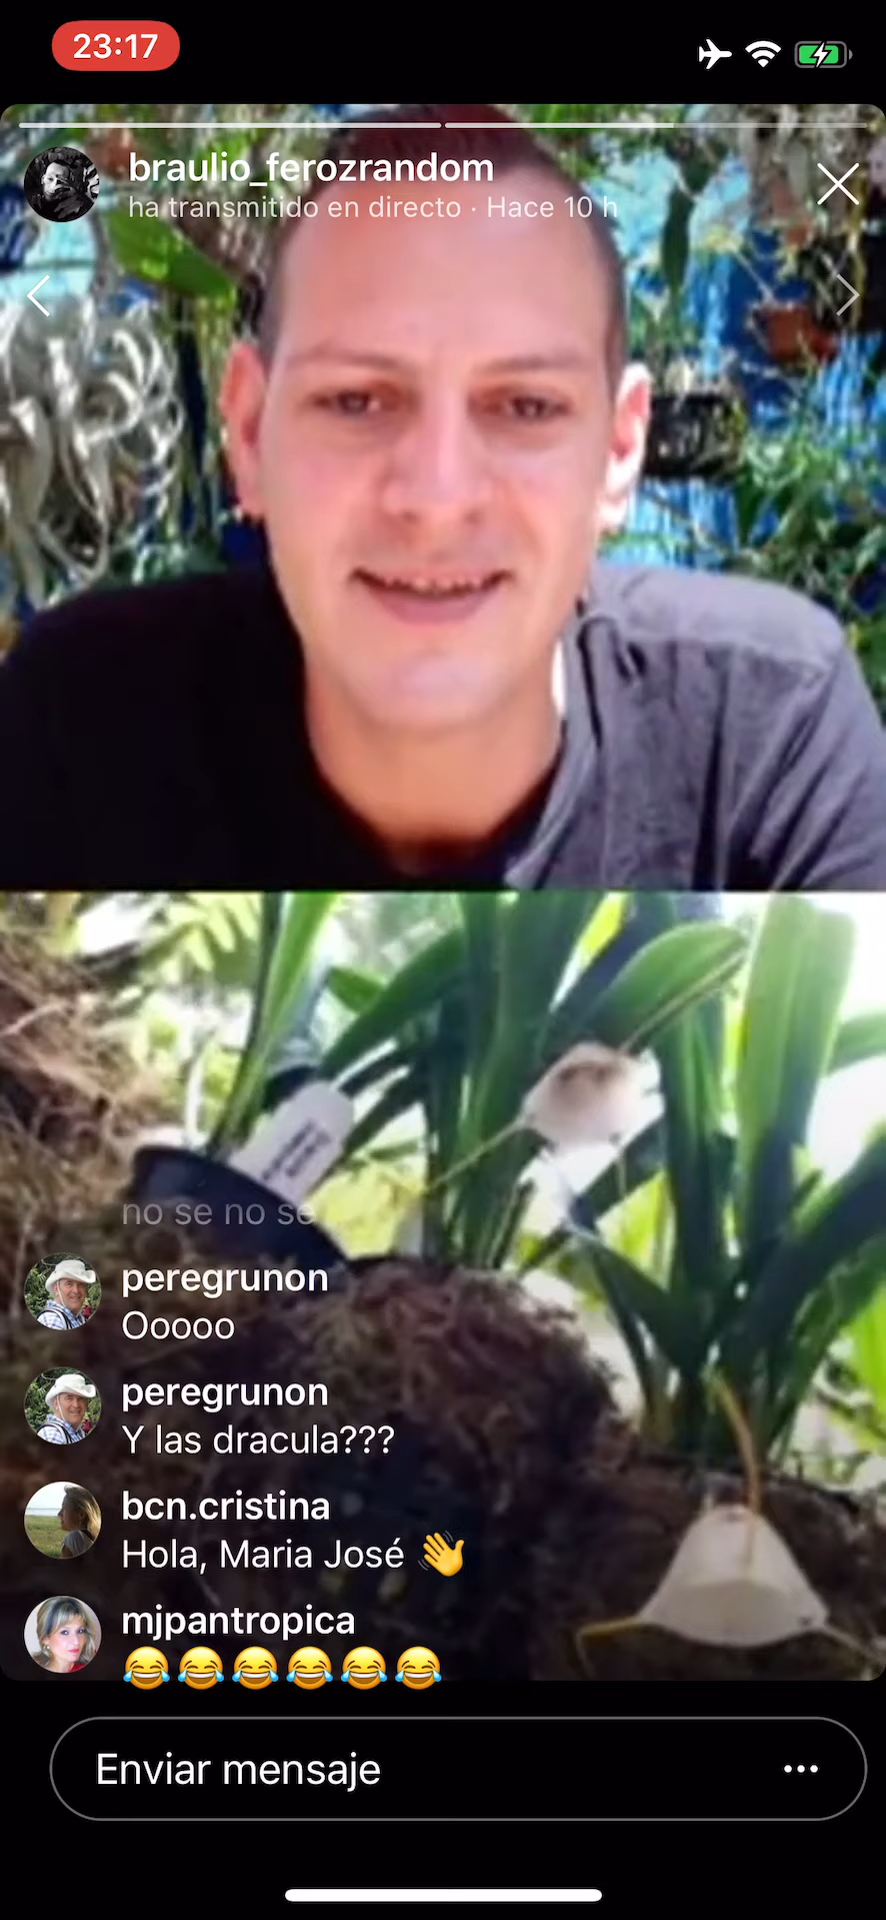 23:17
braulio_ferozrandom
ha transmitido en directo · Hace 10 h
no se no se
peregrunon
Ooooo
peregrunon
Y las dracula???
bcn.cristina
Hola, Maria José 👋
mjpantropica
😂😂😂😂😂😂
Enviar mensaje